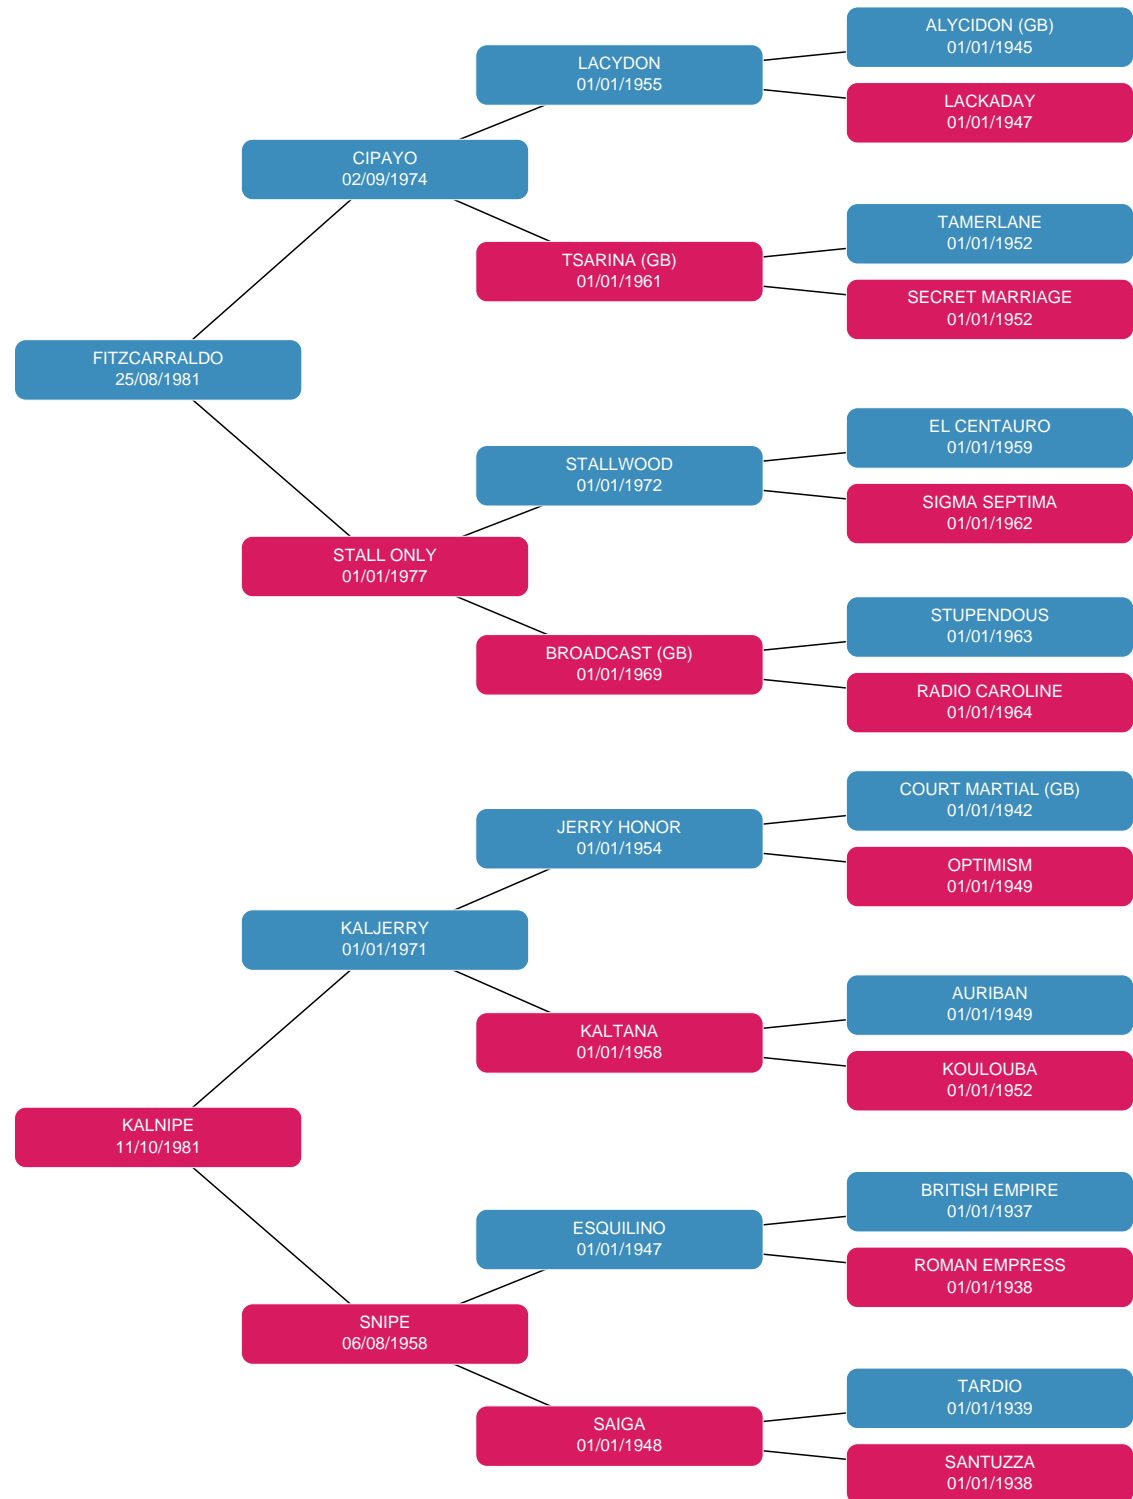 ALYCIDON (GB)
01/01/1945
LACYDON
01/01/1955
LACKADAY
01/01/1947
CIPAYO
02/09/1974
TAMERLANE
01/01/1952
TSARINA (GB)
01/01/1961
SECRET MARRIAGE
01/01/1952
FITZCARRALDO
25/08/1981
EL CENTAURO
01/01/1959
STALLWOOD
01/01/1972
SIGMA SEPTIMA
01/01/1962
STALL ONLY
01/01/1977
STUPENDOUS
01/01/1963
BROADCAST (GB)
01/01/1969
RADIO CAROLINE
01/01/1964
COURT MARTIAL (GB)
01/01/1942
JERRY HONOR
01/01/1954
OPTIMISM
01/01/1949
KALJERRY
01/01/1971
AURIBAN
01/01/1949
KALTANA
01/01/1958
KOULOUBA
01/01/1952
KALNIPE
11/10/1981
BRITISH EMPIRE
01/01/1937
ESQUILINO
01/01/1947
ROMAN EMPRESS
01/01/1938
SNIPE
06/08/1958
TARDIO
01/01/1939
SAIGA
01/01/1948
SANTUZZA
01/01/1938